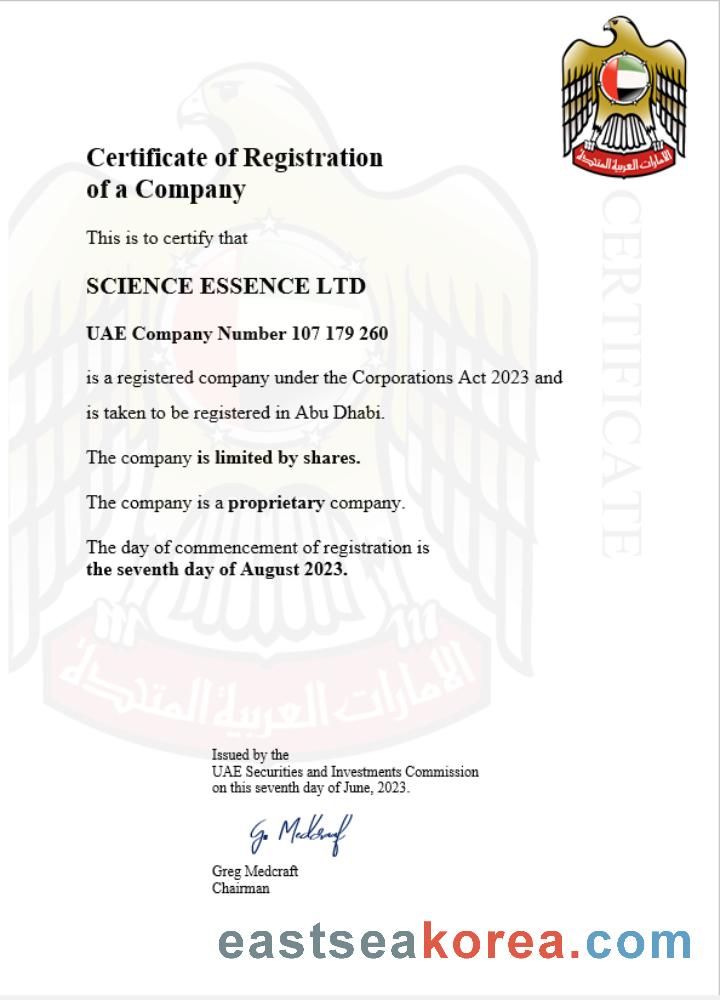 الإمارات العربية المتحدة
Certificate of Registration
of a Company
CERTIFICATE
This is to certify that
SCIENCE ESSENCE LTD
UAE Company Number 107 179 260
is a registered company under the Corporations Act 2023 and
is taken to be registered in Abu Dhabi.
The company is limited by shares.
The company is a proprietary company.
The day of commencement of registration is
the seventh day of August 2023.
الإمارات العربية المتحدة
Issued by the
UAE Securities and Investments Commission
on this seventh day of June, 2023.
G. Medcraft
Greg Medcraft
Chairman
eastseakorea.com